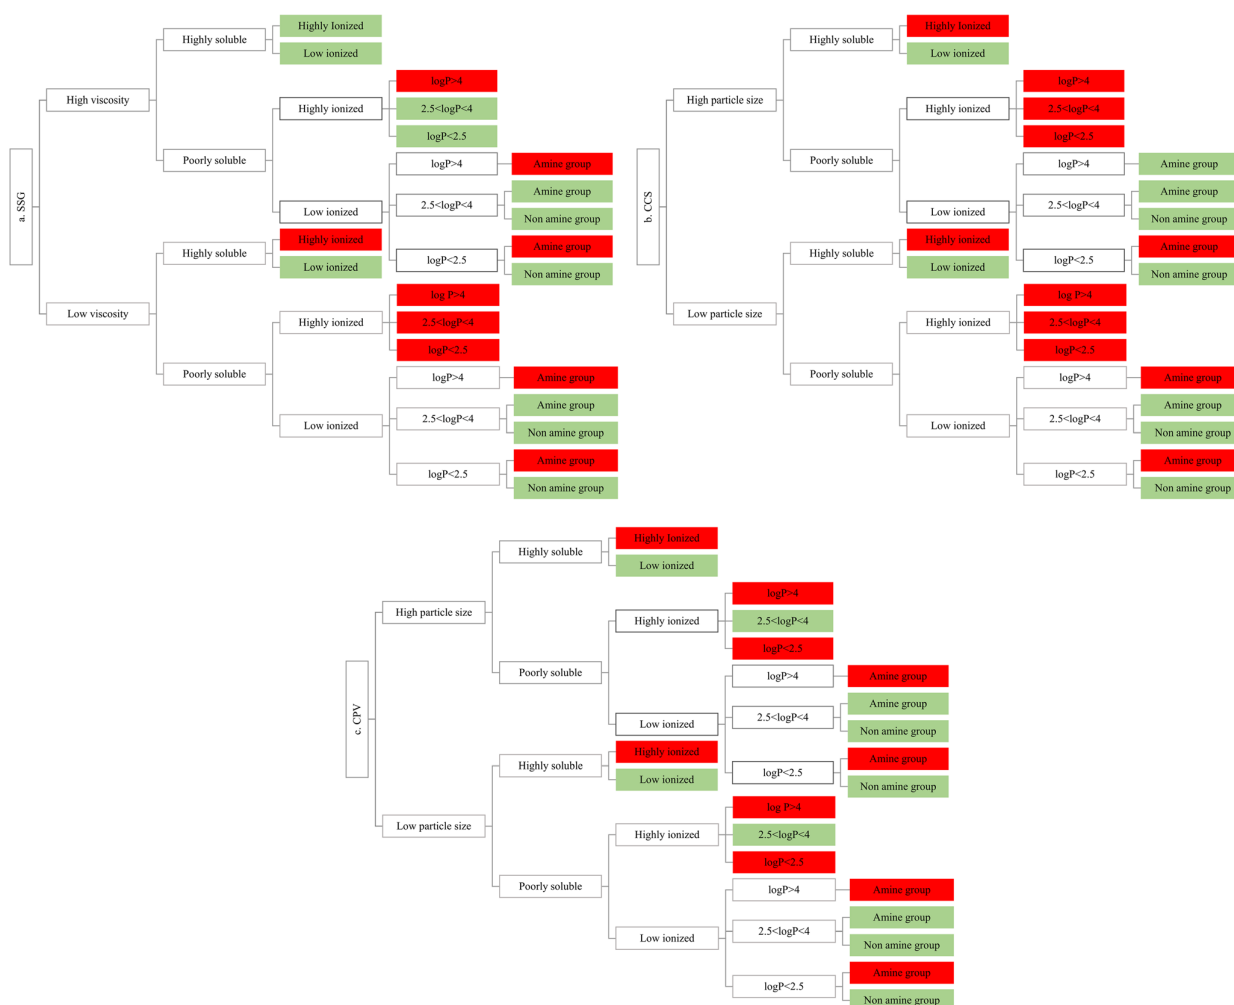 a. SSG
High viscosity
Highly soluble
Highly Ionized
Low ionized
Poorly soluble
Highly ionized
logP>4
2.5<logP<4
logP<2.5
Low ionized
logP>4
Amine group
2.5<logP<4
Amine group
Non amine group
logP<2.5
Amine group
Non amine group
Low viscosity
Highly soluble
Highly ionized
Low ionized
Poorly soluble
Highly ionized
log P>4
2.5<logP<4
logP<2.5
Low ionized
logP>4
Amine group
2.5<logP<4
Amine group
Non amine group
logP<2.5
Amine group
Non amine group
b. CCS
High particle size
Highly soluble
Highly Ionized
Low ionized
Poorly soluble
Highly ionized
logP>4
2.5<logP<4
logP<2.5
Low ionized
logP>4
Amine group
2.5<logP<4
Amine group
Non amine group
logP<2.5
Amine group
Non amine group
Low particle size
Highly soluble
Highly ionized
Low ionized
Poorly soluble
Highly ionized
log P>4
2.5<logP<4
logP<2.5
Low ionized
logP>4
Amine group
2.5<logP<4
Amine group
Non amine group
logP<2.5
Amine group
Non amine group
c. CPV
High particle size
Highly soluble
Highly Ionized
Low ionized
Poorly soluble
Highly ionized
logP>4
2.5<logP<4
logP<2.5
Low ionized
logP>4
Amine group
2.5<logP<4
Amine group
Non amine group
logP<2.5
Amine group
Non amine group
Low particle size
Highly soluble
Highly ionized
Low ionized
Poorly soluble
Highly ionized
log P>4
2.5<logP<4
logP<2.5
Low ionized
logP>4
Amine group
2.5<logP<4
Amine group
Non amine group
logP<2.5
Amine group
Non amine group